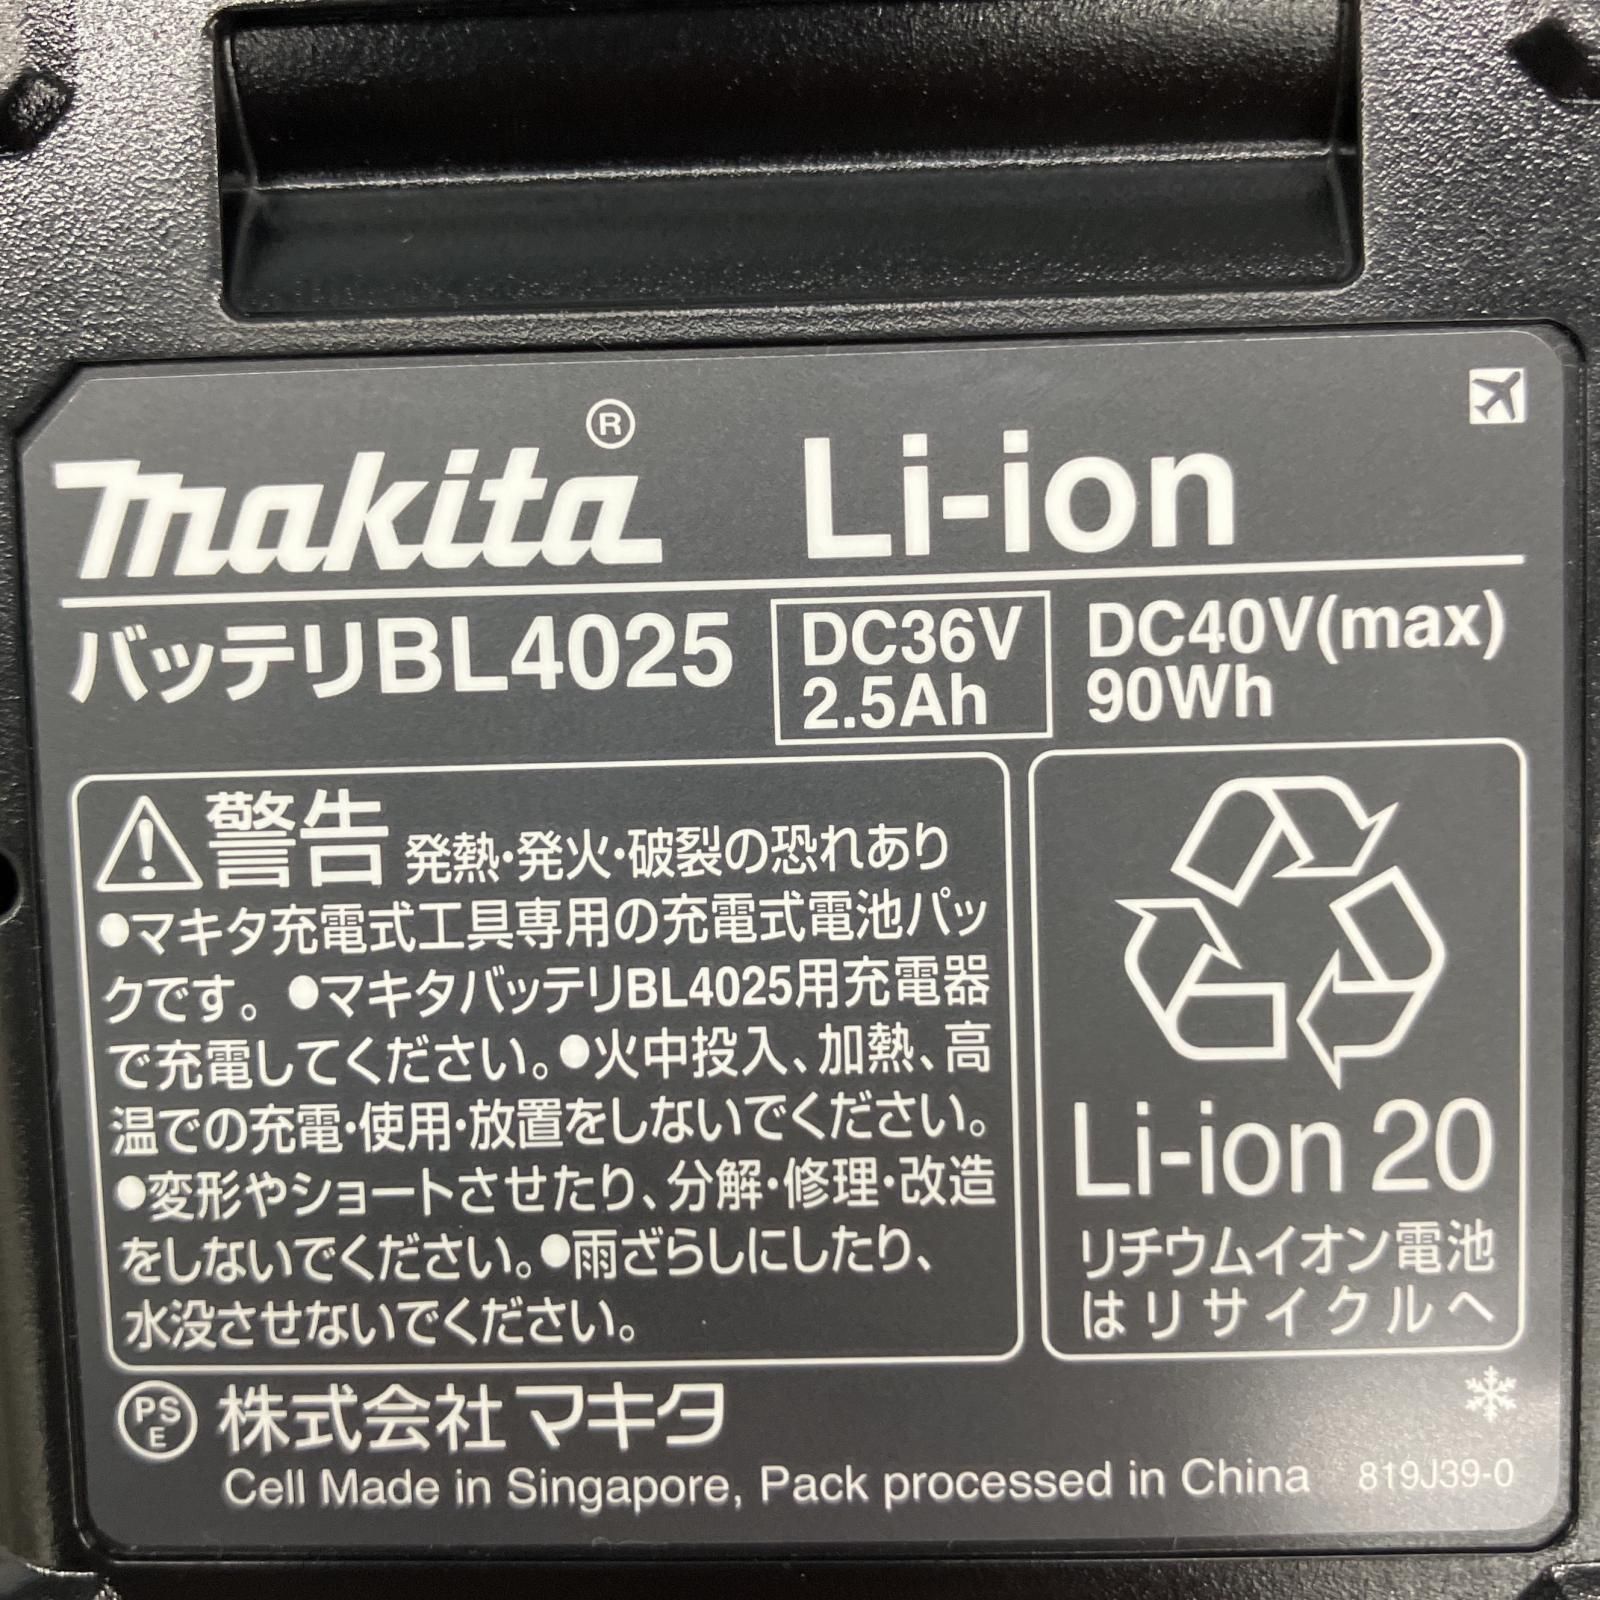 makita® Li-ion
バッテリBL4025 DC36V 2.5Ah DC40V(max) 90Wh
警告 発熱・発火・破裂の恐れあり
●マキタ充電式工具専用の充電式電池パッ
クです。●マキタバッテリBL4025用充電器
で充電してください。●火中投入、加熱、高
温での充電・使用・放置をしないでください。
●変形やショートさせたり、分解・修理・改造
をしないでください。●雨ざらしにしたり、
水没させないでください。
Li-ion 20
リチウムイオン電池
はリサイクルへ
PSE 株式会社マキタ
Cell Made in Singapore, Pack processed in China 819J39-0